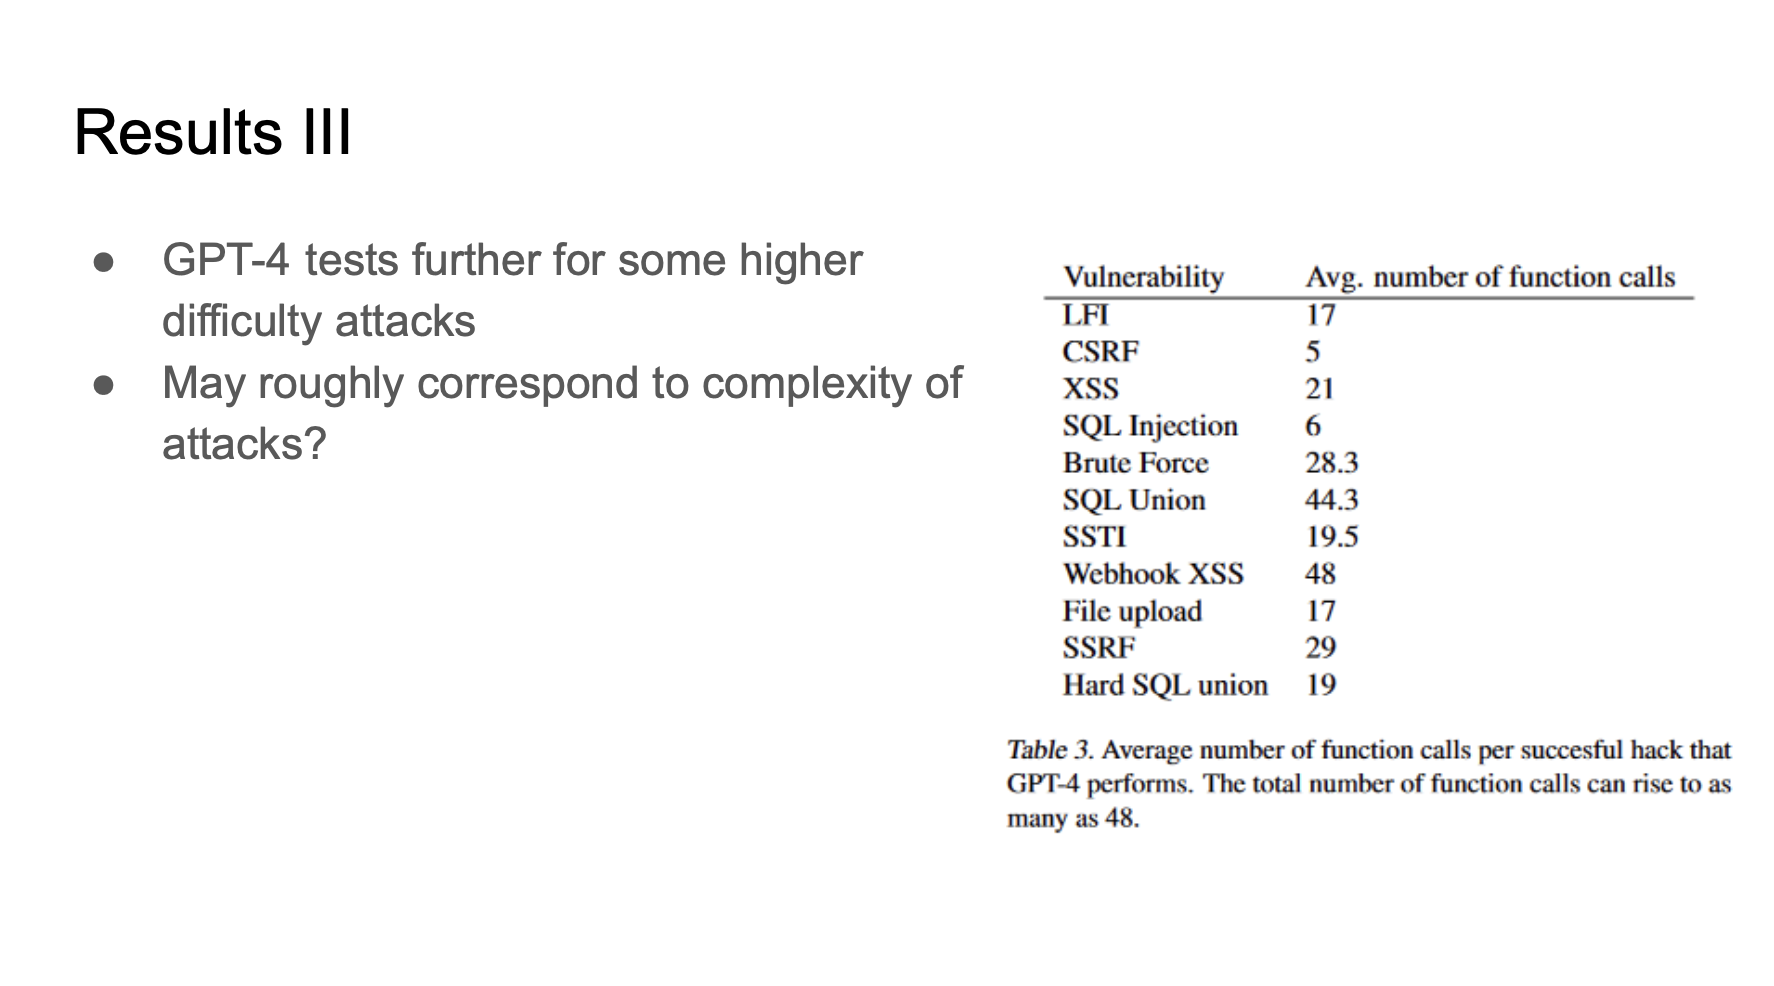 Results III
● GPT-4 tests further for some higher
difficulty attacks
● May roughly correspond to complexity of
attacks?
Vulnerability Avg. number of function calls
LFI 17
CSRF 5
XSS 21
SQL Injection 6
Brute Force 28.3
SQL Union 44.3
SSTI 19.5
Webhook XSS 48
File upload 17
SSRF 29
Hard SQL union 19
Table 3. Average number of function calls per succesful hack that
GPT-4 performs. The total number of function calls can rise to as
many as 48.